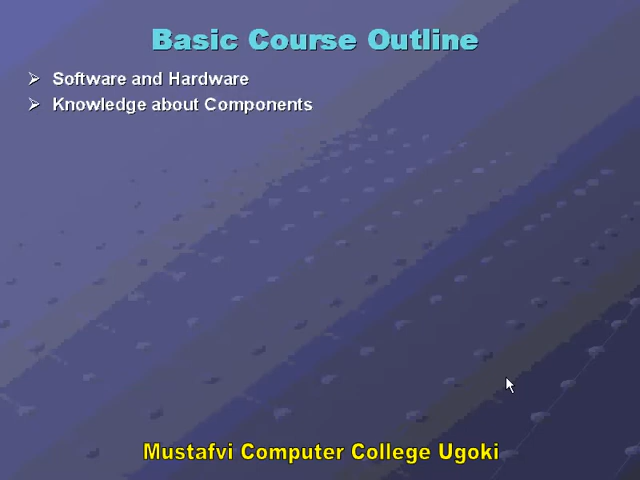 Basic Course Outline
Software and Hardware
Knowledge about Components
Mustafvi Computer College Ugoki